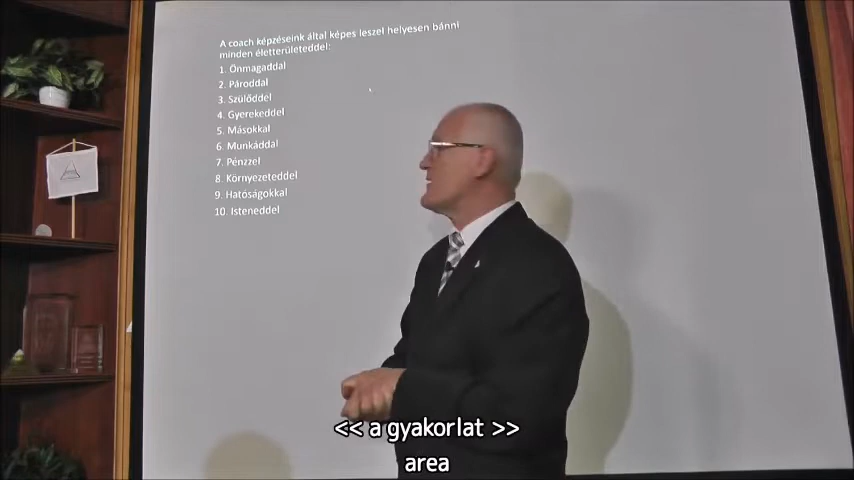 A coach képzéseink által képes leszel helyesen bánni
minden életterületeddel:
1. Önmagaddal
2. Pároddal
3. Szülőddel
4. Gyerekeddel
5. Másokkal
6. Munkáddal
7. Pénzzel
8. Környezeteddel
9. Hatóságokkal
10. Isteneddel
<< a gyakorlat >>
area